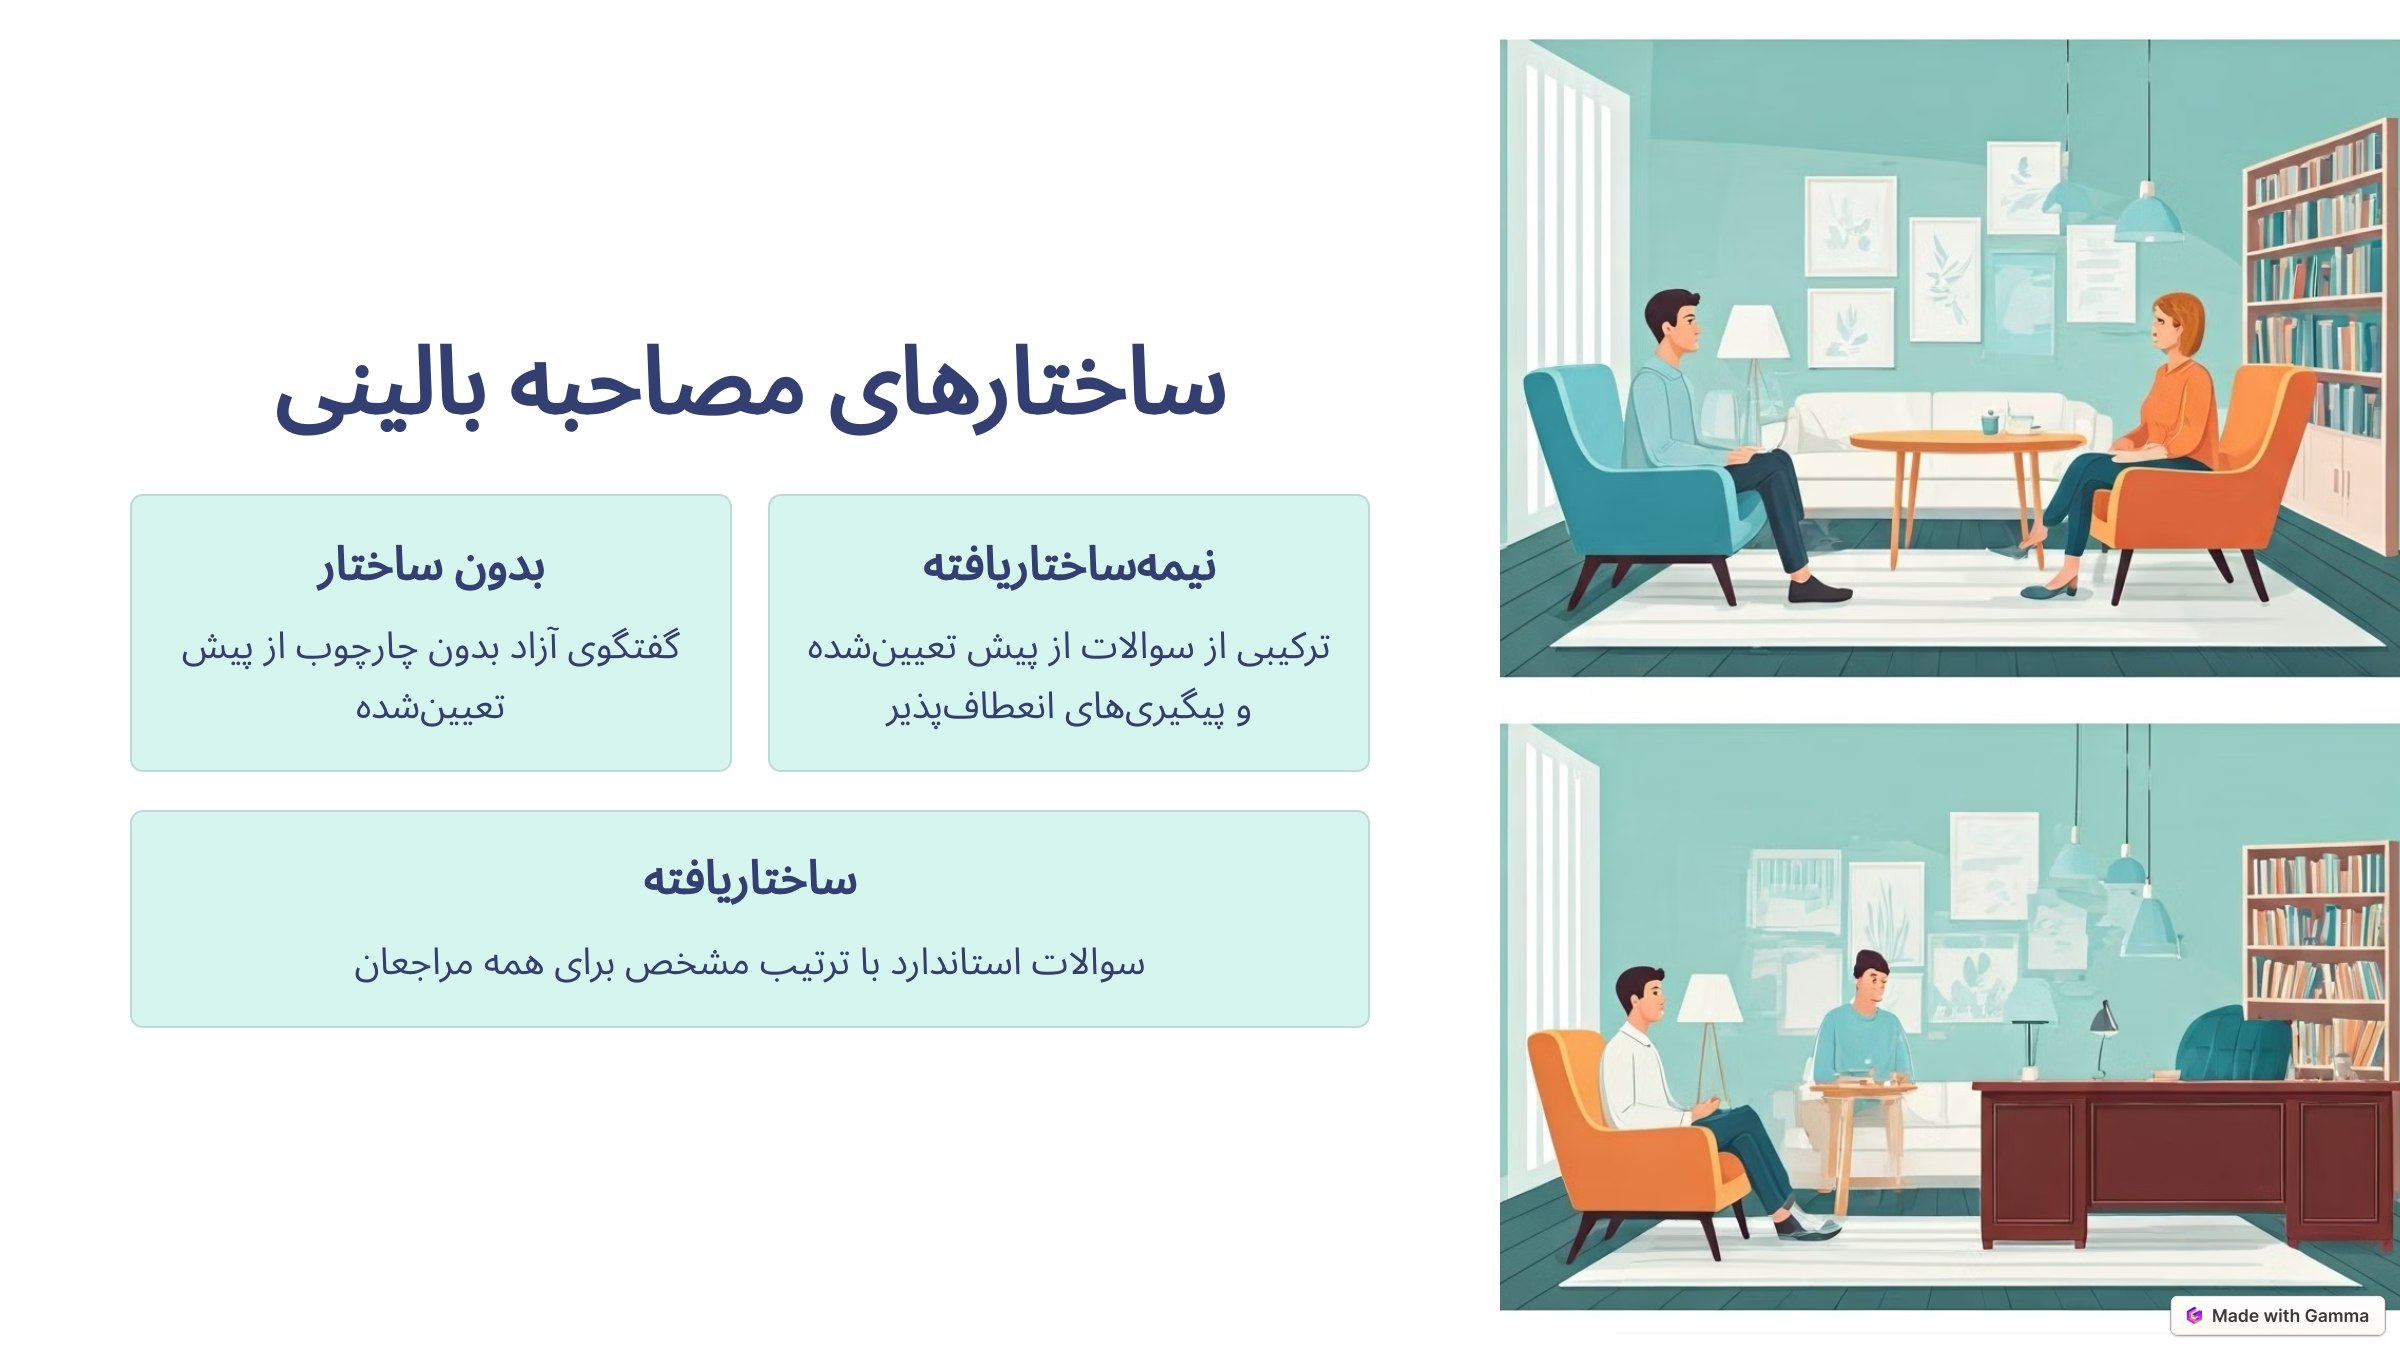 ساختارهای مصاحبه بالینی
نیمه‌ساختاریافته
ترکیبی از سوالات از پیش تعیین‌شده
و پیگیری‌های انعطاف‌پذیر
بدون ساختار
گفتگوی آزاد بدون چارچوب از پیش
تعیین‌شده
ساختاریافته
سوالات استاندارد با ترتیب مشخص برای همه مراجعان
Made with Gamma